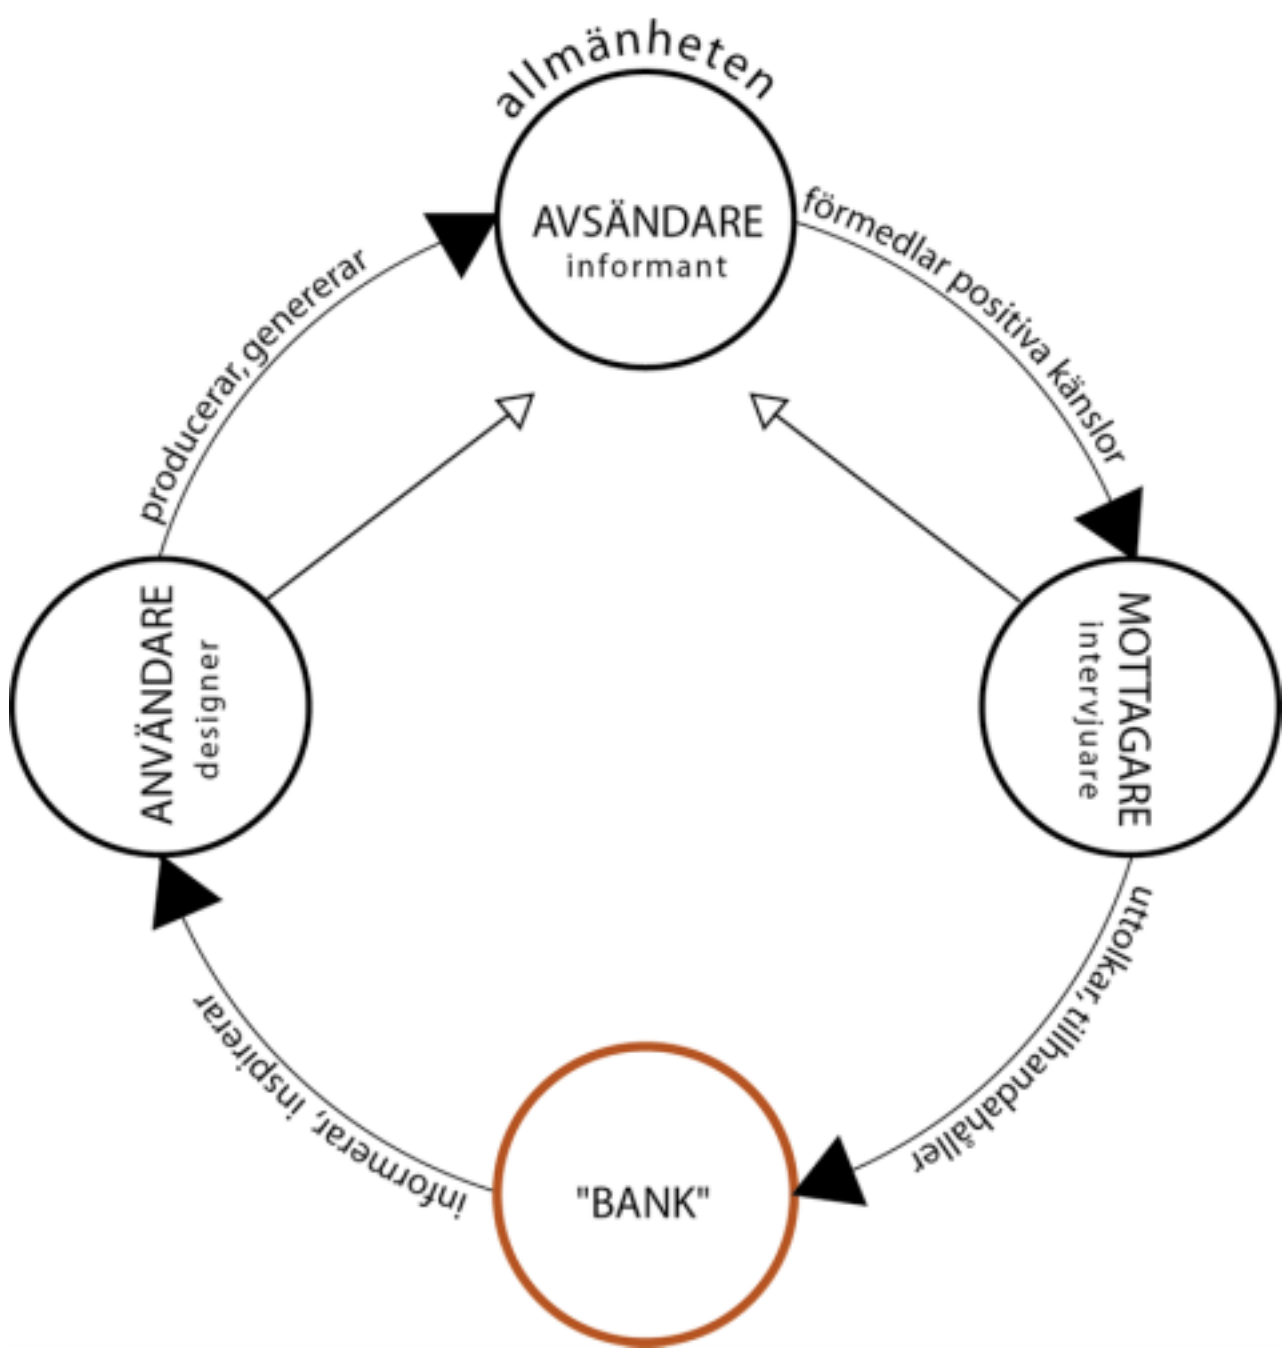 allmänheten
AVSÄNDARE
informant
förmedlar positiva känslor
MOTTAGARE
intervjuare
uttolkar, tillhandahåller
"BANK"
informerar, inspirerar
ANVÄNDARE
designer
producerar, genererar